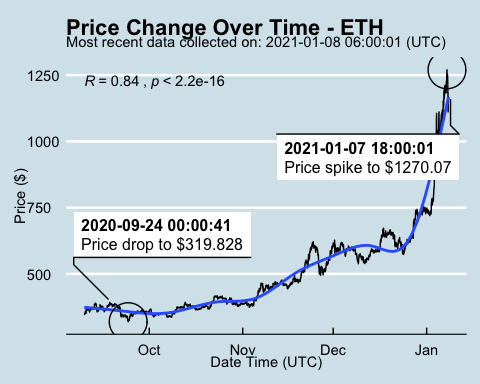 Price Change Over Time - ETH
Most recent data collected on: 2021-01-08 06:00:01 (UTC)
R = 0.84 , p < 2.2e-16
1250
1000
750
500
Price ($)
2021-01-07 18:00:01
Price spike to $1270.07
2020-09-24 00:00:41
Price drop to $319.828
Oct Nov Dec Jan
Date Time (UTC)